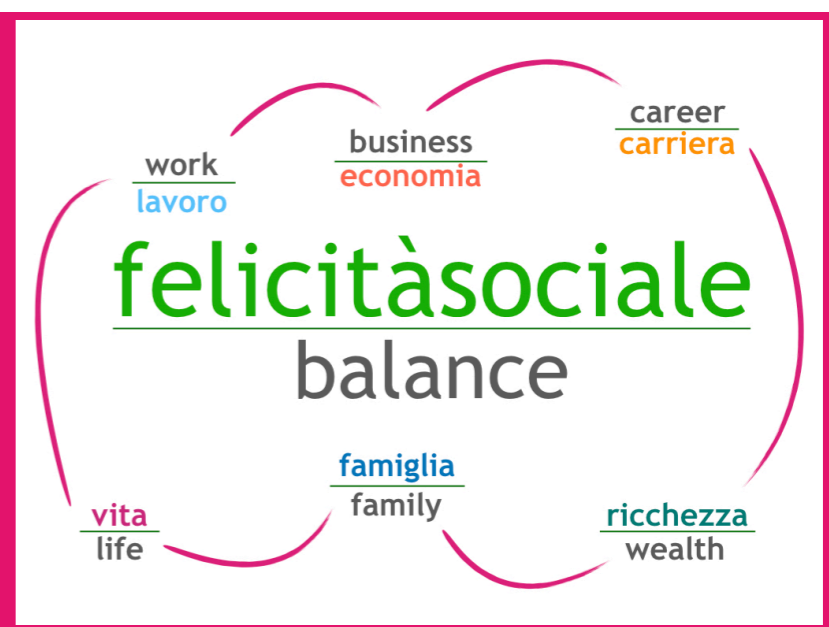 work
lavoro
business
economia
career
carriera
felicitàsociale
balance
vita
life
famiglia
family
ricchezza
wealth